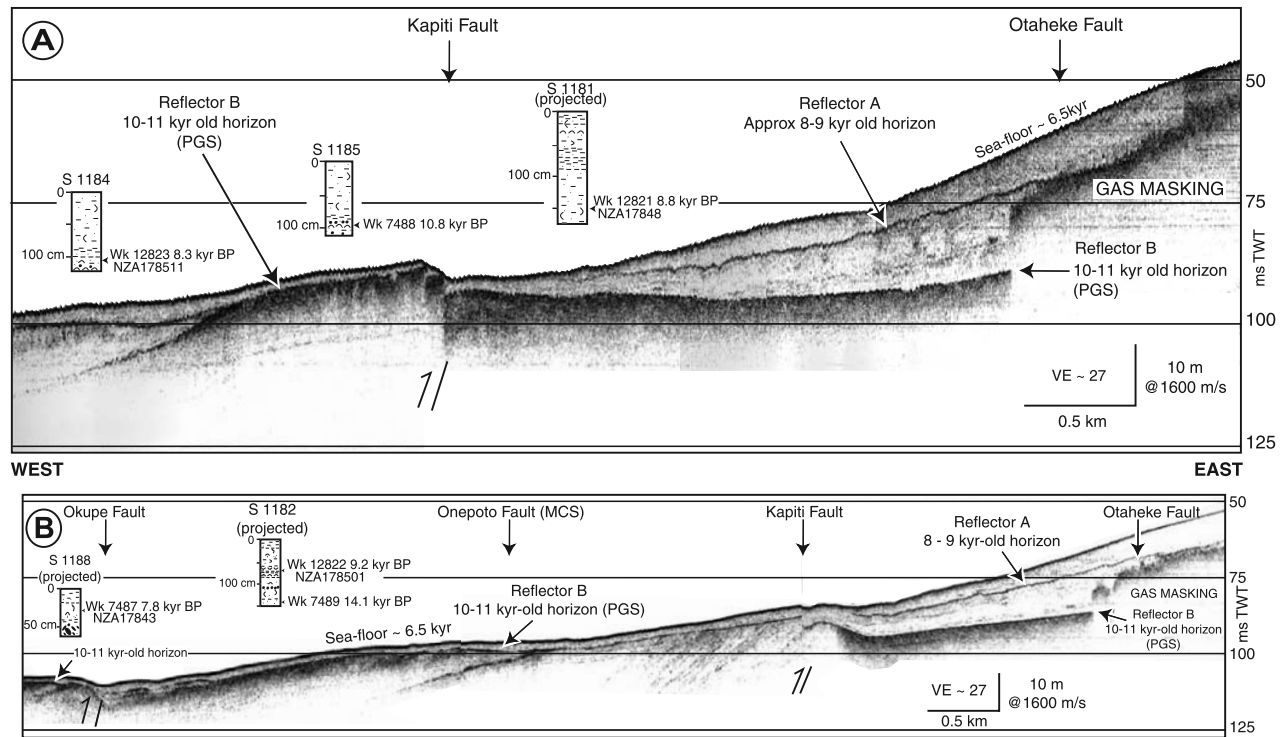 A
Kapiti Fault
Otaheke Fault
50
Reflector B
10-11 kyr old horizon
(PGS)
S 1181
(projected)
0
100 cm
Wk 12821 8.8 kyr BP
NZA17848
Reflector A
Approx 8-9 kyr old horizon
Sea-floor ~ 6.5kyr
S 1185
0
100 cm
Wk 7488 10.8 kyr BP
S 1184
0
100 cm
Wk 12823 8.3 kyr BP
NZA178511
GAS MASKING
75
Reflector B
10-11 kyr old horizon
(PGS)
ms TWT
100
VE ~ 27
10 m
@1600 m/s
0.5 km
125
WEST
EAST
B
50
Okupe Fault
S 1182
(projected)
0
100 cm
Wk 12822 9.2 kyr BP
NZA178501
Wk 7489 14.1 kyr BP
Onepoto Fault (MCS)
Kapiti Fault
Reflector A
8 - 9 kyr-old horizon
Otaheke Fault
S 1188
(projected)
0
50 cm
Wk 7487 7.8 kyr BP
NZA17843
75
Reflector B
10-11 kyr-old horizon (PGS)
GAS MASKING
Sea-floor ~ 6.5 kyr
Reflector B
10-11 kyr-old horizon
(PGS)
ms TWT
10-11 kyr-old horizon
100
VE ~ 27
10 m
@1600 m/s
0.5 km
125